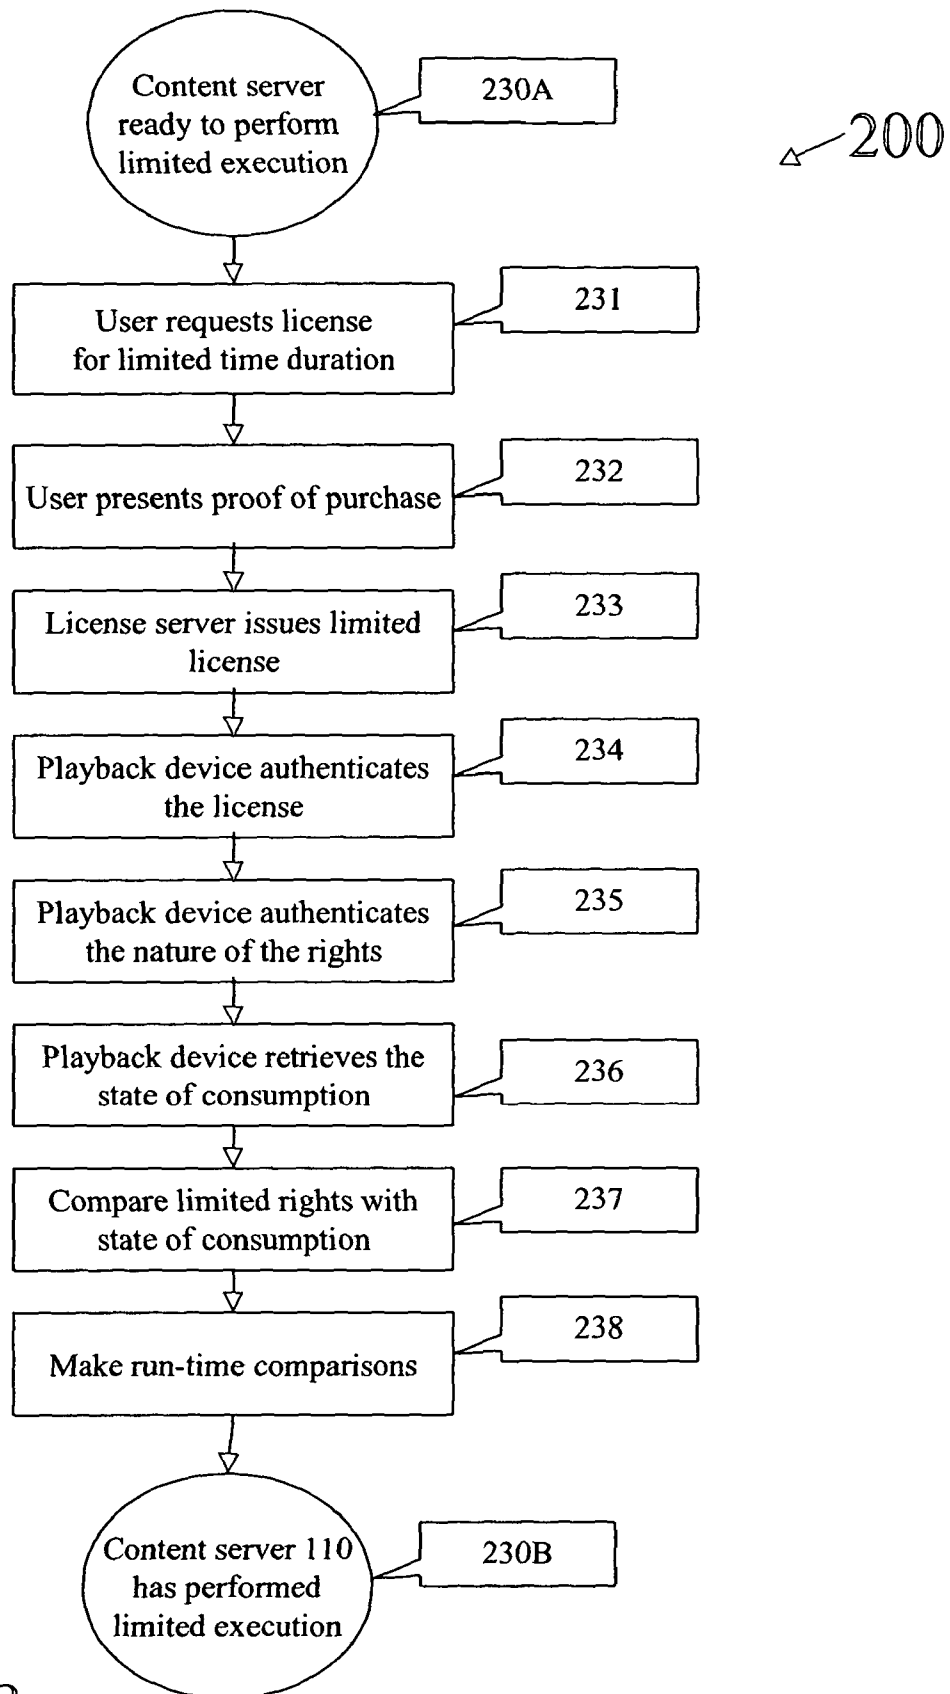 Content server
ready to perform
limited execution
230A
200
User requests license
for limited time duration
231
User presents proof of purchase
232
License server issues limited
license
233
Playback device authenticates
the license
234
Playback device authenticates
the nature of the rights
235
Playback device retrieves the
state of consumption
236
Compare limited rights with
state of consumption
237
Make run-time comparisons
238
Content server 110
has performed
limited execution
230B